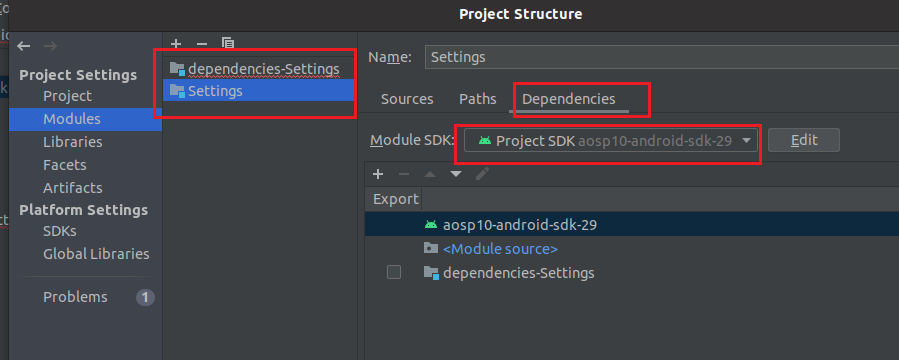 Project Structure
Project Settings
Project
Modules
Libraries
Facets
Artifacts
Platform Settings
SDKs
Global Libraries
Problems 1
dependencies-Settings
Settings
Name: Settings
Sources Paths Dependencies
Module SDK: Project SDK aosp10-android-sdk-29 Edit
Export
aosp10-android-sdk-29
<Module source>
dependencies-Settings